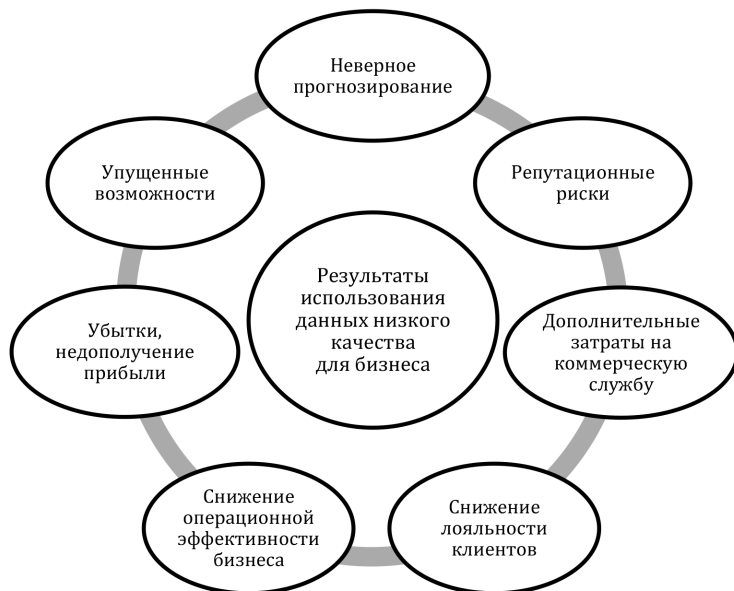 Неверное
прогнозирование
Упущенные
возможности
Репутационные
риски
Результаты
использования
данных низкого
качества
для бизнеса
Убытки,
недополучение
прибыли
Дополнительные
затраты на
коммерческую
службу
Снижение
операционной
эффективности
бизнеса
Снижение
лояльности
клиентов